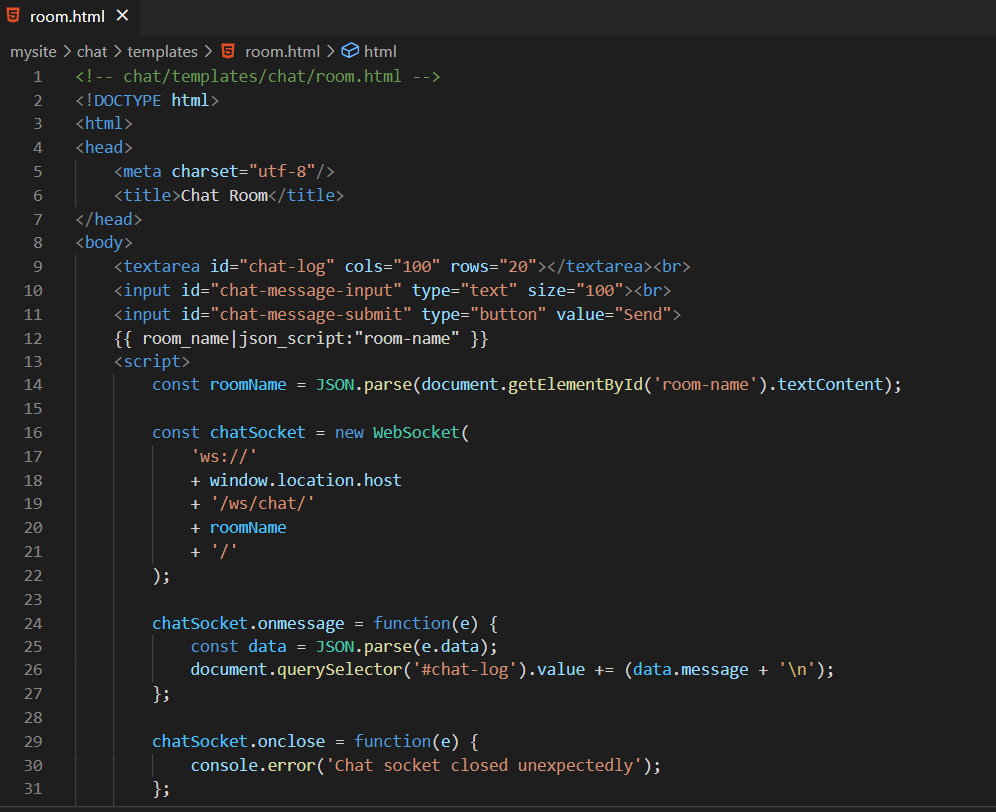 room.html ×
mysite > chat > templates > room.html > html
1 <!-- chat/templates/chat/room.html -->
2 <!DOCTYPE html>
3 <html>
4 <head>
5     <meta charset="utf-8"/>
6     <title>Chat Room</title>
7 </head>
8 <body>
9     <textarea id="chat-log" cols="100" rows="20"></textarea><br>
10     <input id="chat-message-input" type="text" size="100"><br>
11     <input id="chat-message-submit" type="button" value="Send">
12     {{ room_name|json_script:"room-name" }}
13     <script>
14         const roomName = JSON.parse(document.getElementById('room-name').textContent);
15
16         const chatSocket = new WebSocket(
17             'ws://'
18             + window.location.host
19             + '/ws/chat/'
20             + roomName
21             + '/'
22         );
23
24         chatSocket.onmessage = function(e) {
25             const data = JSON.parse(e.data);
26             document.querySelector('#chat-log').value += (data.message + '\n');
27         };
28
29         chatSocket.onclose = function(e) {
30             console.error('Chat socket closed unexpectedly');
31         };